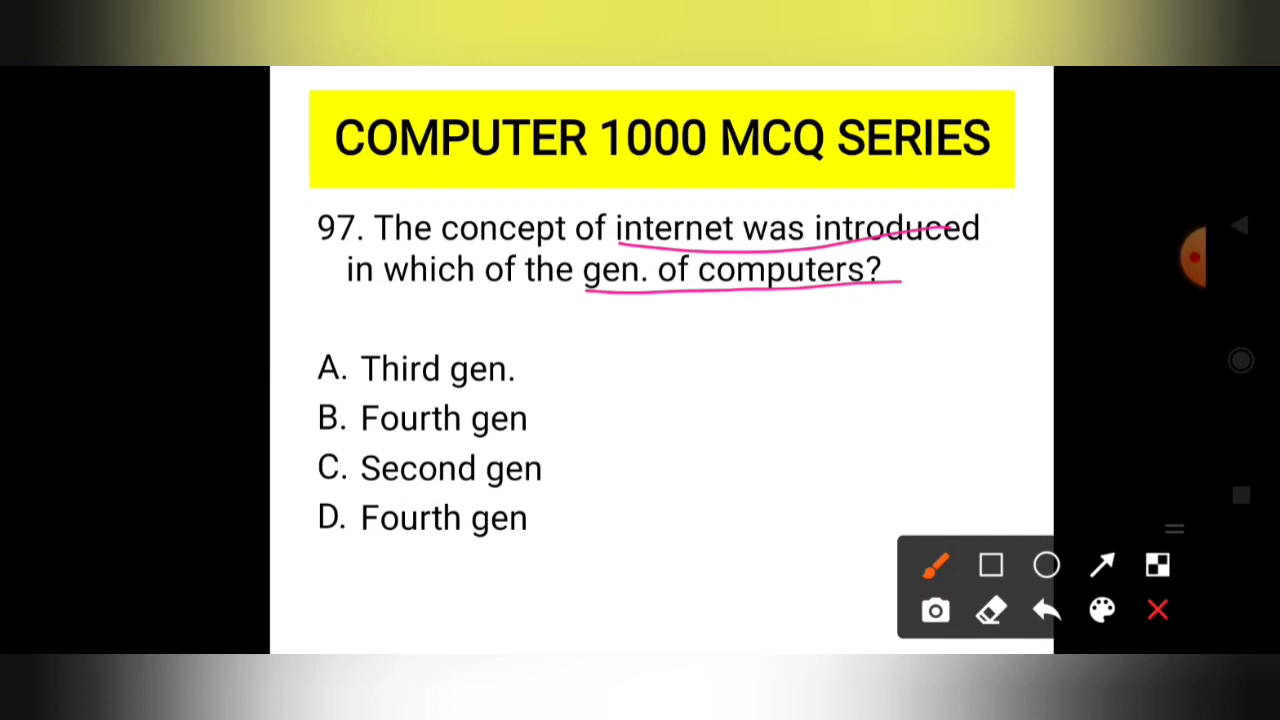 COMPUTER 1000 MCQ SERIES
97. The concept of internet was introduced
in which of the gen. of computers?
A. Third gen.
B. Fourth gen
C. Second gen
D. Fourth gen